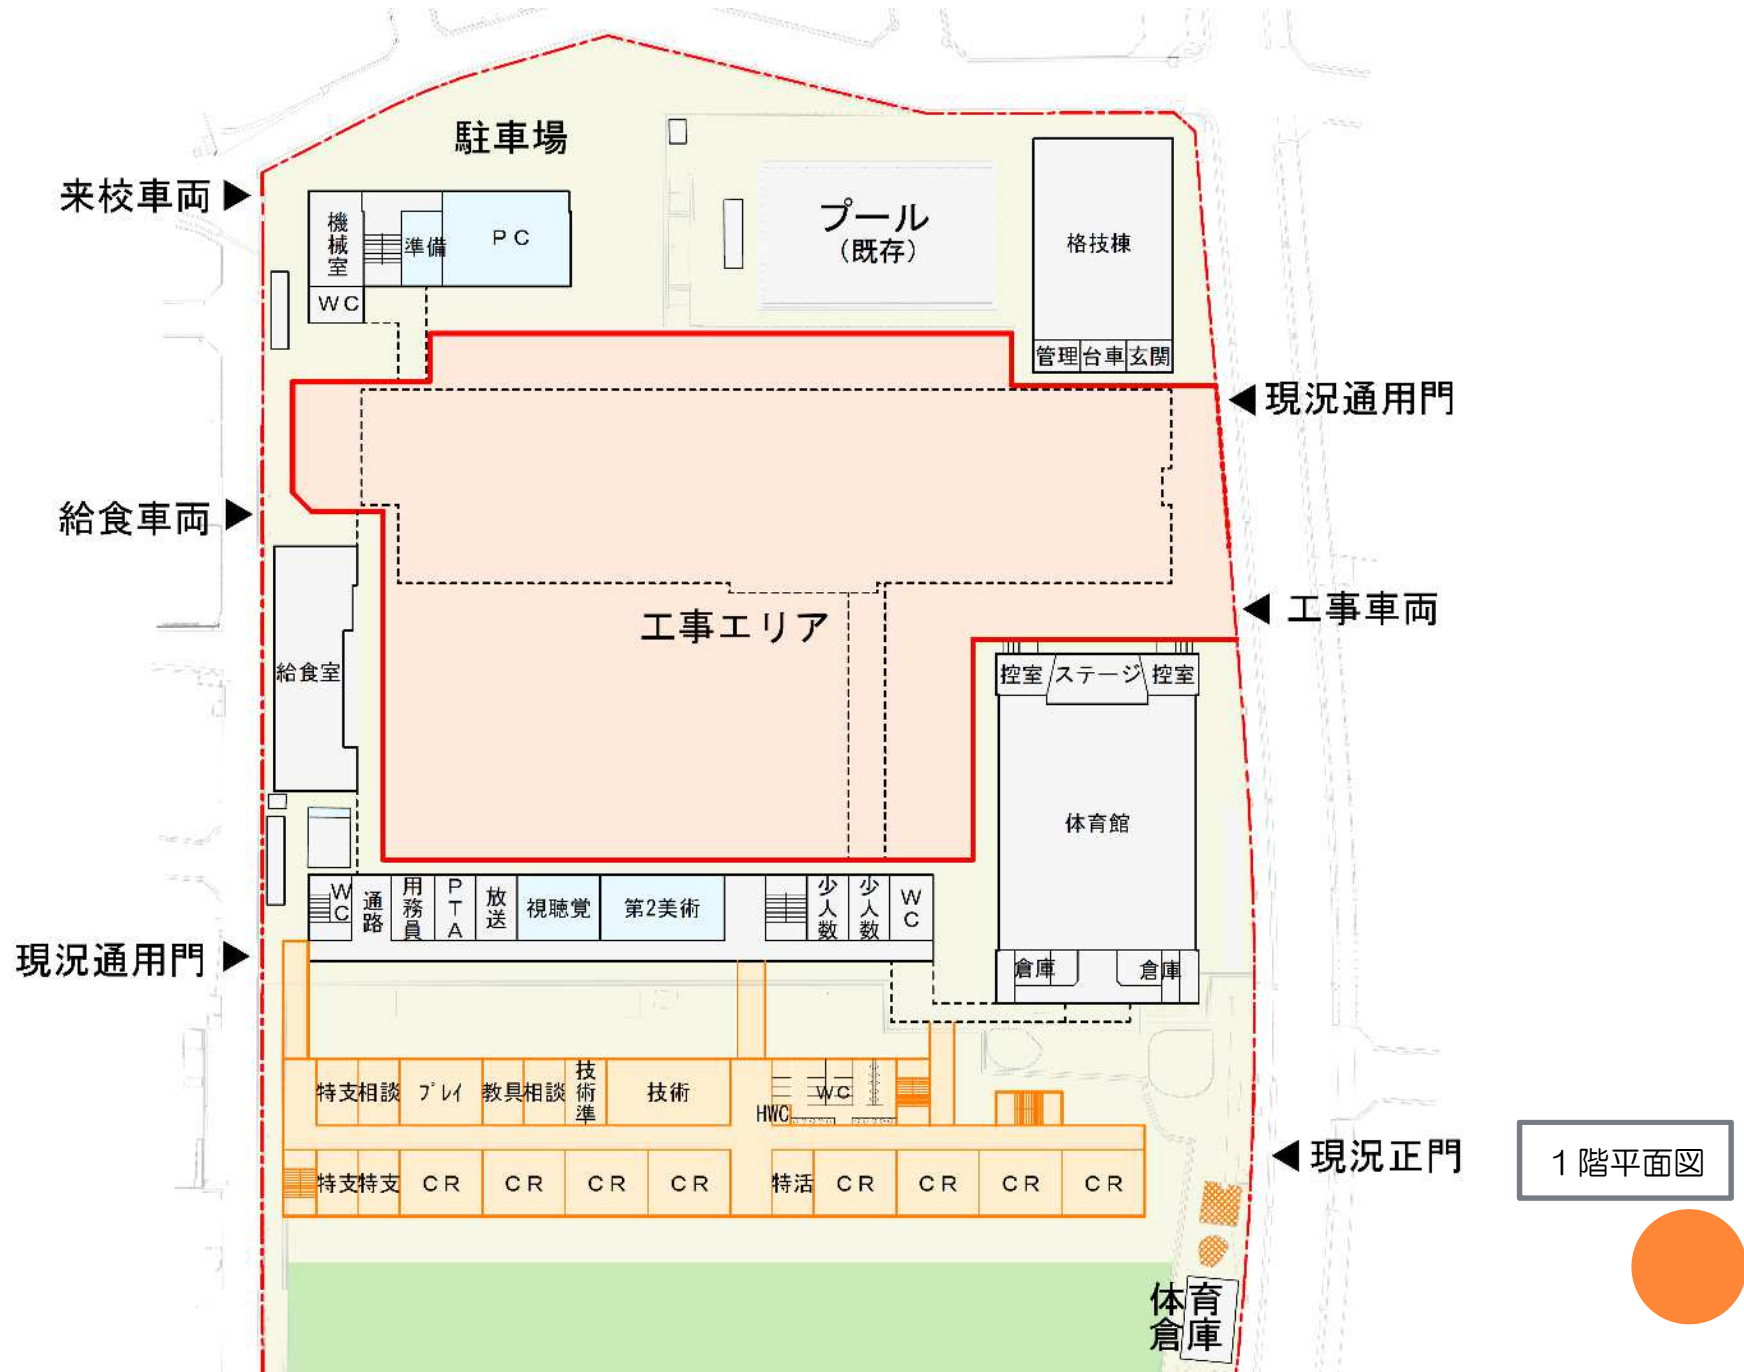 駐車場
来校車両
機械室
準備
PC
WC
プール
(既存)
格技棟
管理
台車
玄関
現況通用門
給食車両
工事車両
工事エリア
給食室
控室
ステージ
控室
体育館
WC
通路
用務員
PTA
放送
視聴覚
第2美術
少人数
少人数
WC
現況通用門
倉庫
倉庫
特支
相談
プレイ
教具
相談
技術準
技術
HWC
WC
現況正門
1階平面図
特支
特支
CR
CR
CR
CR
特活
CR
CR
CR
CR
体育
倉庫